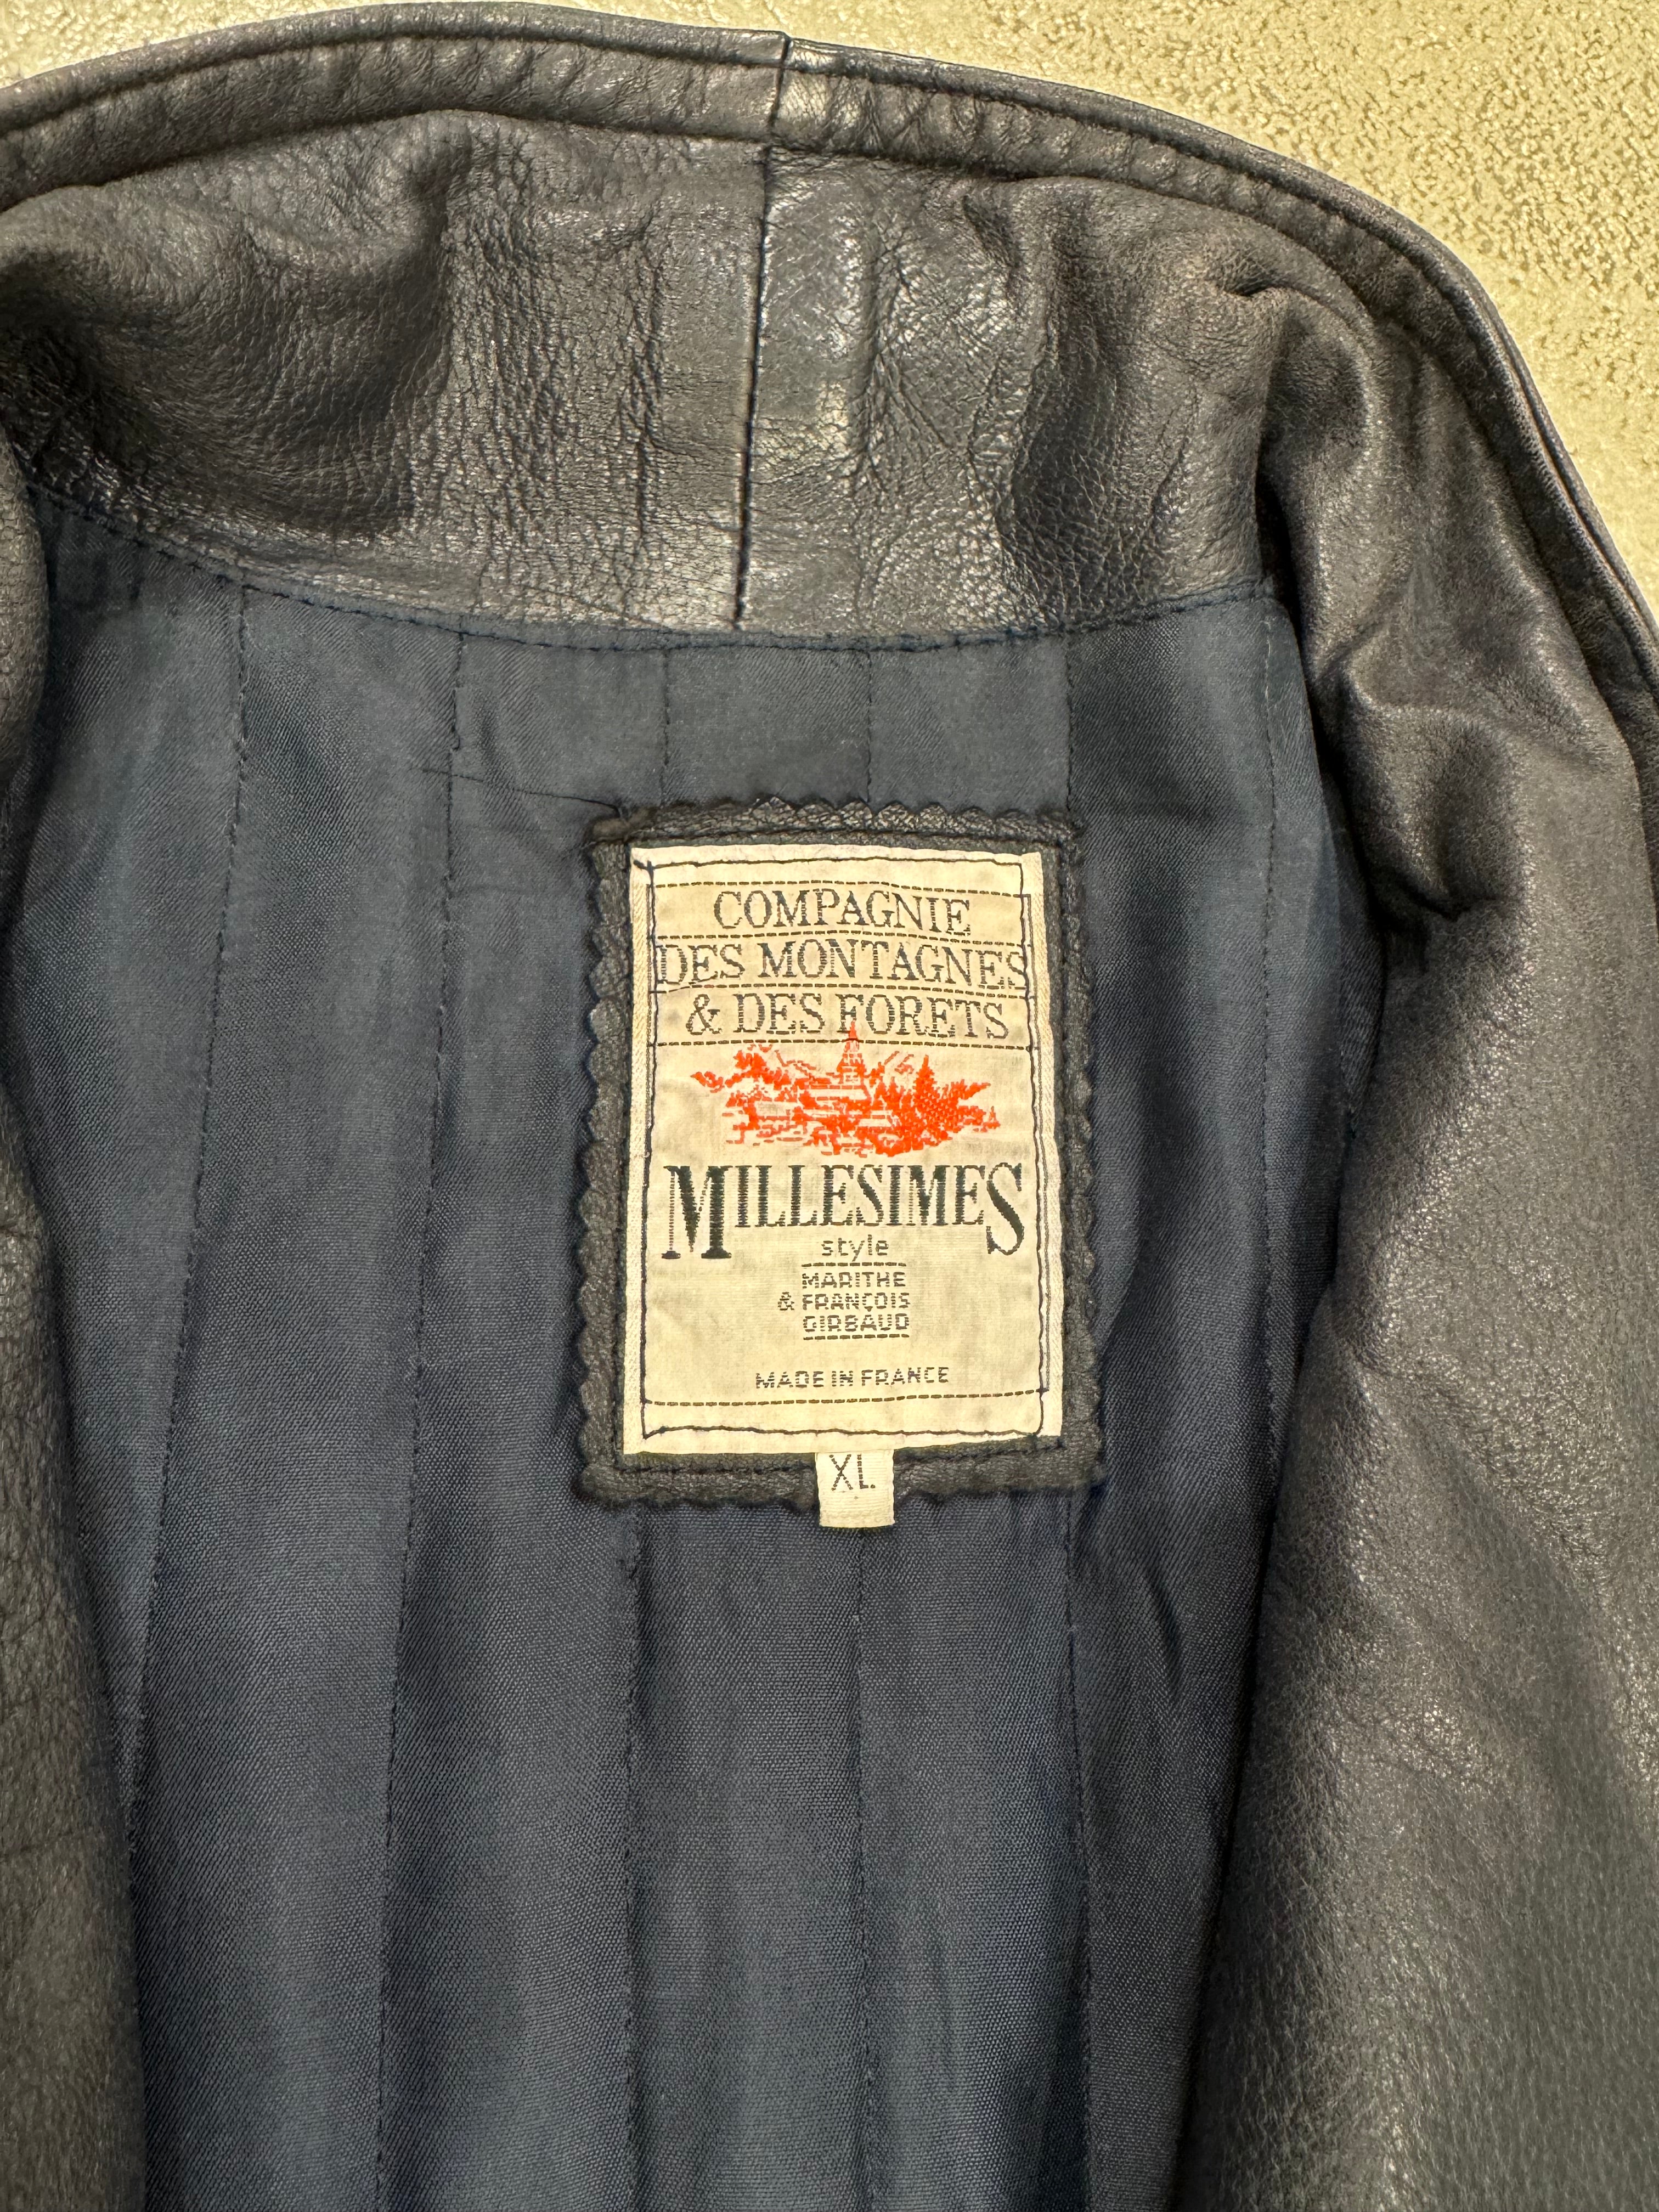 COMPAGNIE
DES MONTAGNES
& DES FORETS
MILLESIMES
style
MARITHE
& FRANÇOIS
GIRBAUD
MADE IN FRANCE
XL